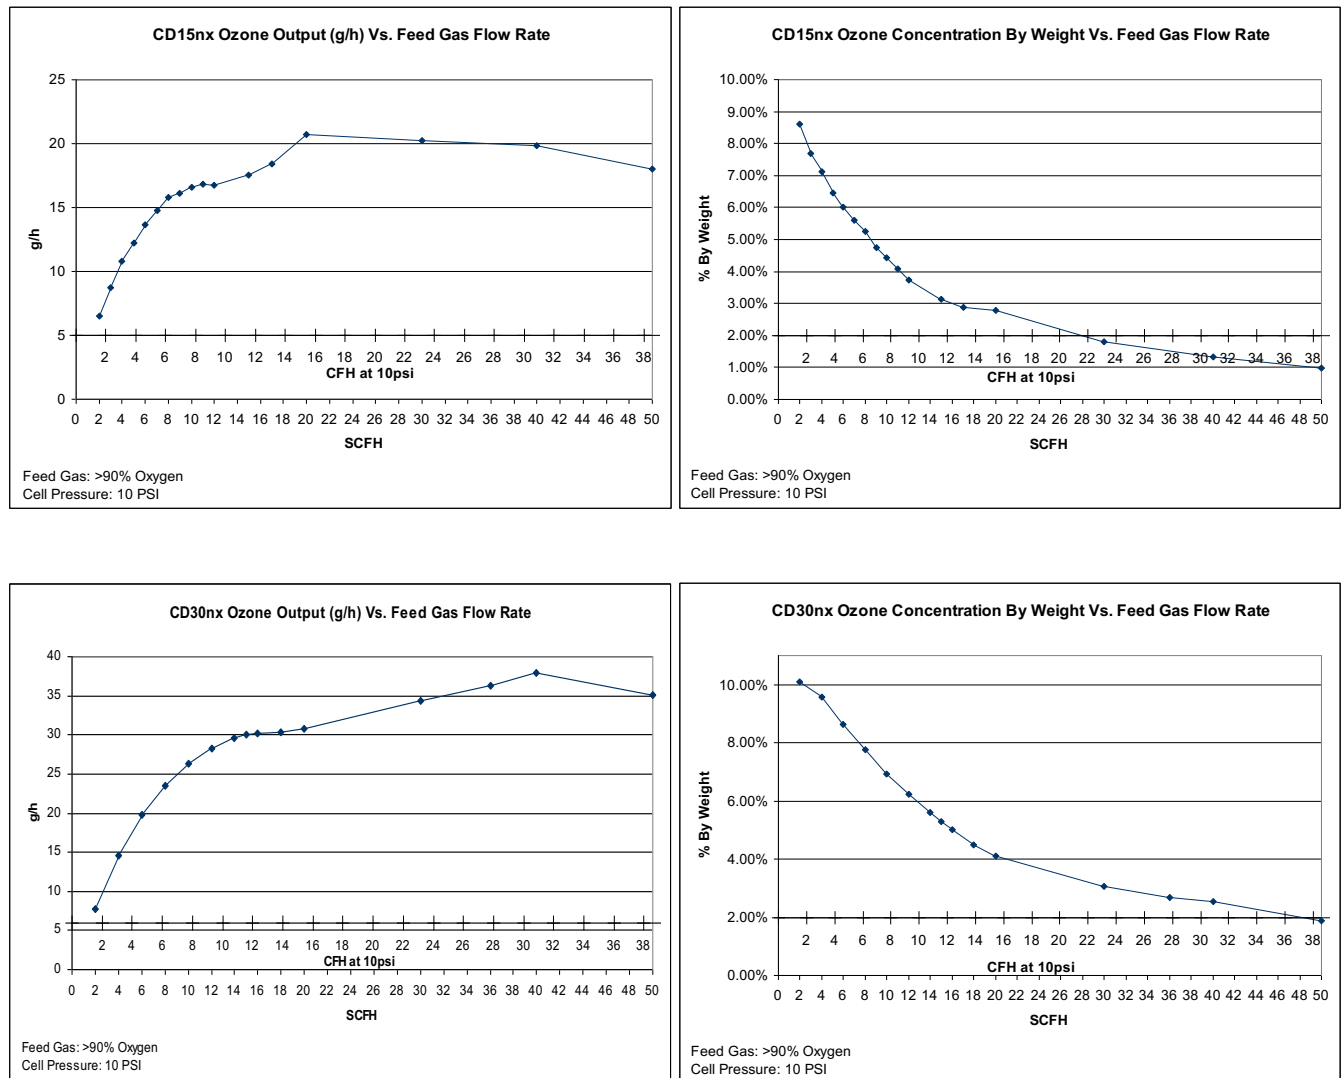 CD15nx Ozone Output (g/h) Vs. Feed Gas Flow Rate
25
20
15
10
5
0
g/h
2 4 6 8 10 12 14 16 18 20 22 24 26 28 30 32 34 36 38
CFH at 10psi
0 2 4 6 8 10 12 14 16 18 20 22 24 26 28 30 32 34 36 38 40 42 44 46 48 50
SCFH
Feed Gas: >90% Oxygen
Cell Pressure: 10 PSI
CD15nx Ozone Concentration By Weight Vs. Feed Gas Flow Rate
10.00%
9.00%
8.00%
7.00%
6.00%
5.00%
4.00%
3.00%
2.00%
1.00%
0.00%
% By Weight
2 4 6 8 10 12 14 16 18 20 22 24 26 28 30 32 34 36 38
CFH at 10psi
0 2 4 6 8 10 12 14 16 18 20 22 24 26 28 30 32 34 36 38 40 42 44 46 48 50
SCFH
Feed Gas: >90% Oxygen
Cell Pressure: 10 PSI
CD30nx Ozone Output (g/h) Vs. Feed Gas Flow Rate
40
35
30
25
20
15
10
5
0
g/h
2 4 6 8 10 12 14 16 18 20 22 24 26 28 30 32 34 36 38
CFH at 10psi
0 2 4 6 8 10 12 14 16 18 20 22 24 26 28 30 32 34 36 38 40 42 44 46 48 50
SCFH
Feed Gas: >90% Oxygen
Cell Pressure: 10 PSI
CD30nx Ozone Concentration By Weight Vs. Feed Gas Flow Rate
10.00%
8.00%
6.00%
4.00%
2.00%
0.00%
% By Weight
2 4 6 8 10 12 14 16 18 20 22 24 26 28 30 32 34 36 38
CFH at 10psi
0 2 4 6 8 10 12 14 16 18 20 22 24 26 28 30 32 34 36 38 40 42 44 46 48 50
SCFH
Feed Gas: >90% Oxygen
Cell Pressure: 10 PSI